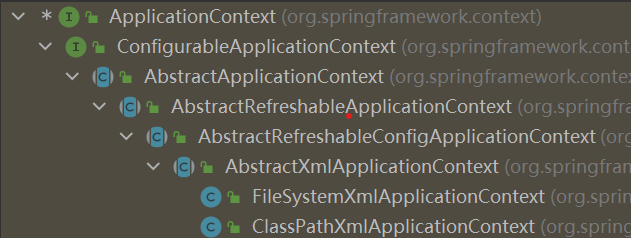 * I ApplicationContext (org.springframework.context)
I ConfigurableApplicationContext (org.springframework.cont
C AbstractApplicationContext (org.springframework.contex
C AbstractRefreshableApplicationContext (org.springfra
C AbstractRefreshableConfigApplicationContext (org.s
C AbstractXmlApplicationContext (org.springfram
C FileSystemXmlApplicationContext (org.spring
C ClassPathXmlApplicationContext (org.springf